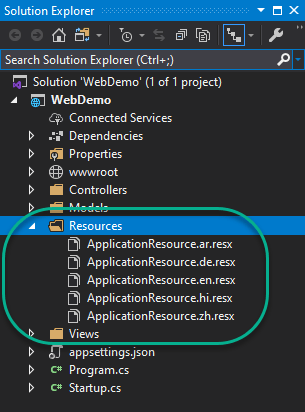 Solution Explorer
Search Solution Explorer (Ctrl+;)
Solution 'WebDemo' (1 of 1 project)
WebDemo
Connected Services
Dependencies
Properties
wwwroot
Controllers
Models
Resources
ApplicationResource.ar.resx
ApplicationResource.de.resx
ApplicationResource.en.resx
ApplicationResource.hi.resx
ApplicationResource.zh.resx
Views
appsettings.json
C# Program.cs
C# Startup.cs